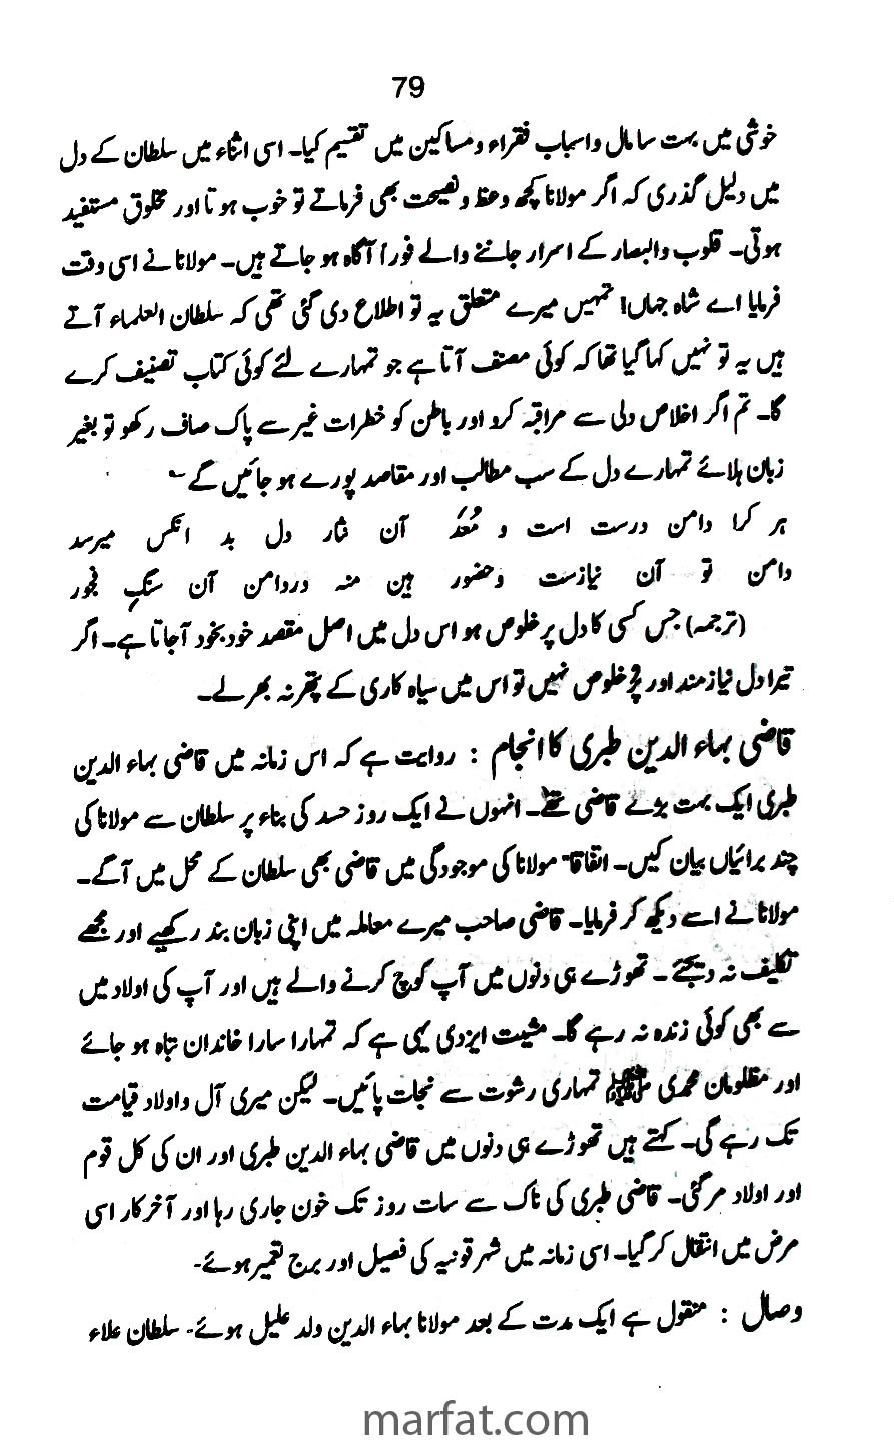 79
خوشی میں بہت سا مال واسباب فقراء ومساکین میں تقسیم کیا۔ اسی اثناء میں سلطان کے دل
میں دلیل گذری کہ اگر مولانا کچھ وعظ ونصیحت بھی فرماتے تو خوب ہوتا اور مخلوق مستفید
ہوتی۔ قلوب والبصار کے اسرار جاننے والے فوراً آگاہ ہو جاتے ہیں۔ مولانا نے اسی وقت
فرمایا اے شاہ جہاں! تمہیں میرے متعلق یہ تو اطلاع دی گئی تھی کہ سلطان العلماء آتے
ہیں یہ تو نہیں کہا گیا تھا کہ کوئی مصنف آتا ہے جو تمہارے لئے کوئی کتاب تصنیف کرے
گا۔ تم اگر اخلاص دلی سے مراقبہ کرو اور باطن کو خطرات غیر سے پاک صاف رکھو تو بغیر
زبان ہلائے تمہارے دل کے سب مطالب اور مقاصد پورے ہو جائیں گے ؎
ہر کرا دامن درست است و مُعَد آن نثار دل بد انکس میرسد
دامن تو آن نیازست وحضور ہین منہ دردامن آن سنگِ فجور
(ترجمہ) جس کسی کا دل پر خلوص ہو اس دل میں اصل مقصد خود بخود آجاتا ہے۔ اگر
تیرا دل نیاز مند اور پر خلوص نہیں تو اس میں سیاہ کاری کے پتھر نہ بھر لے۔
قاضی بہاء الدین طبری کا انجام : روایت ہے کہ اس زمانہ میں قاضی بہاء الدین
طبری ایک بہت بڑے قاضی تھے۔ انہوں نے ایک روز حسد کی بناء پر سلطان سے مولانا کی
چند برائیاں بیان کیں۔ اتفاقاً مولانا کی موجودگی میں قاضی بھی سلطان کے محل میں آگے۔
مولانا نے اسے دیکھ کر فرمایا۔ قاضی صاحب میرے معاملہ میں اپنی زبان بند رکھیے اور مجھے
تکلیف نہ دیجئے۔ تھوڑے ہی دنوں میں آپ کوچ کرنے والے ہیں اور آپ کی اولاد میں
سے بھی کوئی زندہ نہ رہے گا۔ مشیت ایزدی یہی ہے کہ تمہارا سارا خاندان تباہ ہو جائے
اور مظلومان محمدی ﷺ تمہاری رشوت سے نجات پائیں۔ لیکن میری آل واولاد قیامت
تک رہے گی۔ کہتے ہیں تھوڑے ہی دنوں میں قاضی بہاء الدین طبری اور ان کی کل قوم
اور اولاد مر گئی۔ قاضی طبری کی ناک سے سات روز تک خون جاری رہا اور آخر کار اسی
مرض میں انتقال کر گیا۔ اسی زمانہ میں شہر قونیہ کی فصیل اور برج تعمیر ہوئے۔
وصال : منقول ہے ایک مدت کے بعد مولانا بہاء الدین ولد علیل ہوئے۔ سلطان علاء
marfat.com